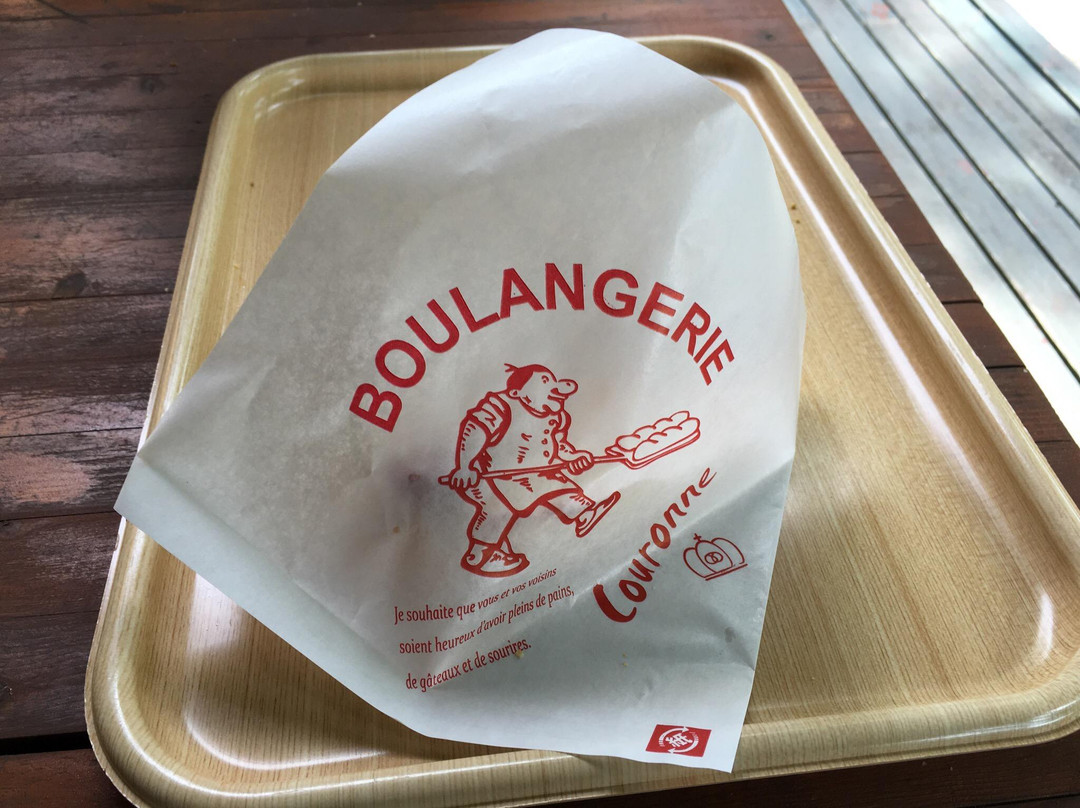 BOULANGERIE
Couronne
Je souhaite que vous et vos voisins
soient heureux d'avoir pleins de pains,
de gâteaux et de sourires.